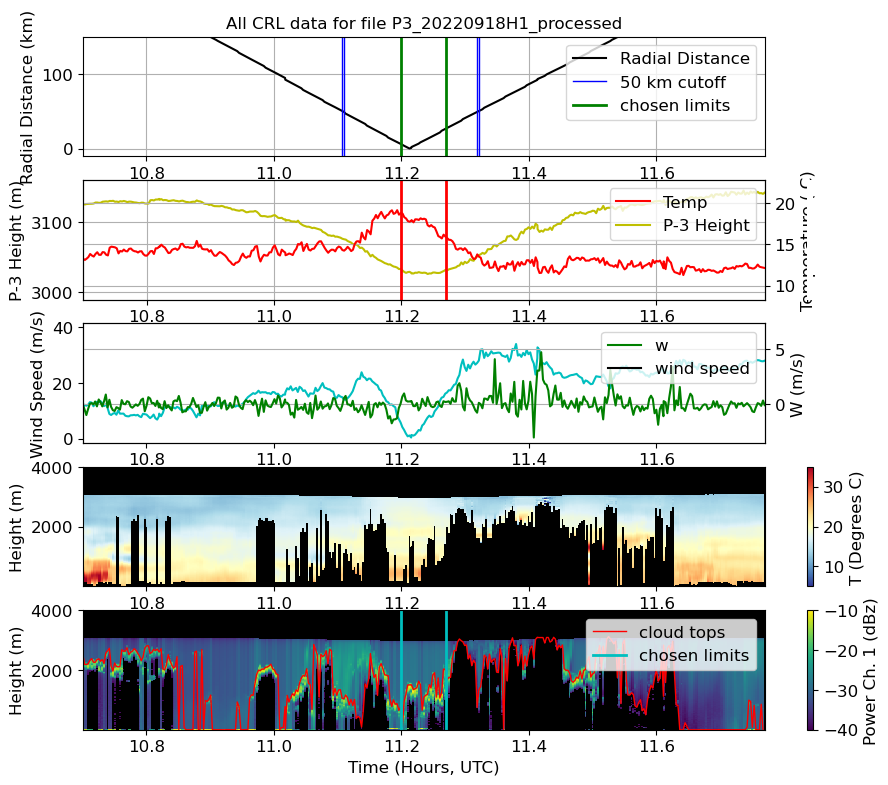 All CRL data for file P3_20220918H1_processed
Radial Distance (km)
100
0
Radial Distance
50 km cutoff
chosen limits
10.8 11.0 11.2 11.4 11.6
P-3 Height (m)
3100
3000
Temp
P-3 Height
20
15
10
Temperature ( C)
10.8 11.0 11.2 11.4 11.6
Wind Speed (m/s)
40
20
0
w
wind speed
5
0
W (m/s)
10.8 11.0 11.2 11.4 11.6
Height (m)
4000
2000
30
20
10
T (Degrees C)
10.8 11.0 11.2 11.4 11.6
Height (m)
4000
2000
cloud tops
chosen limits
−10
−20
−30
−40
Power Ch. 1 (dBz)
10.8 11.0 11.2 11.4 11.6
Time (Hours, UTC)